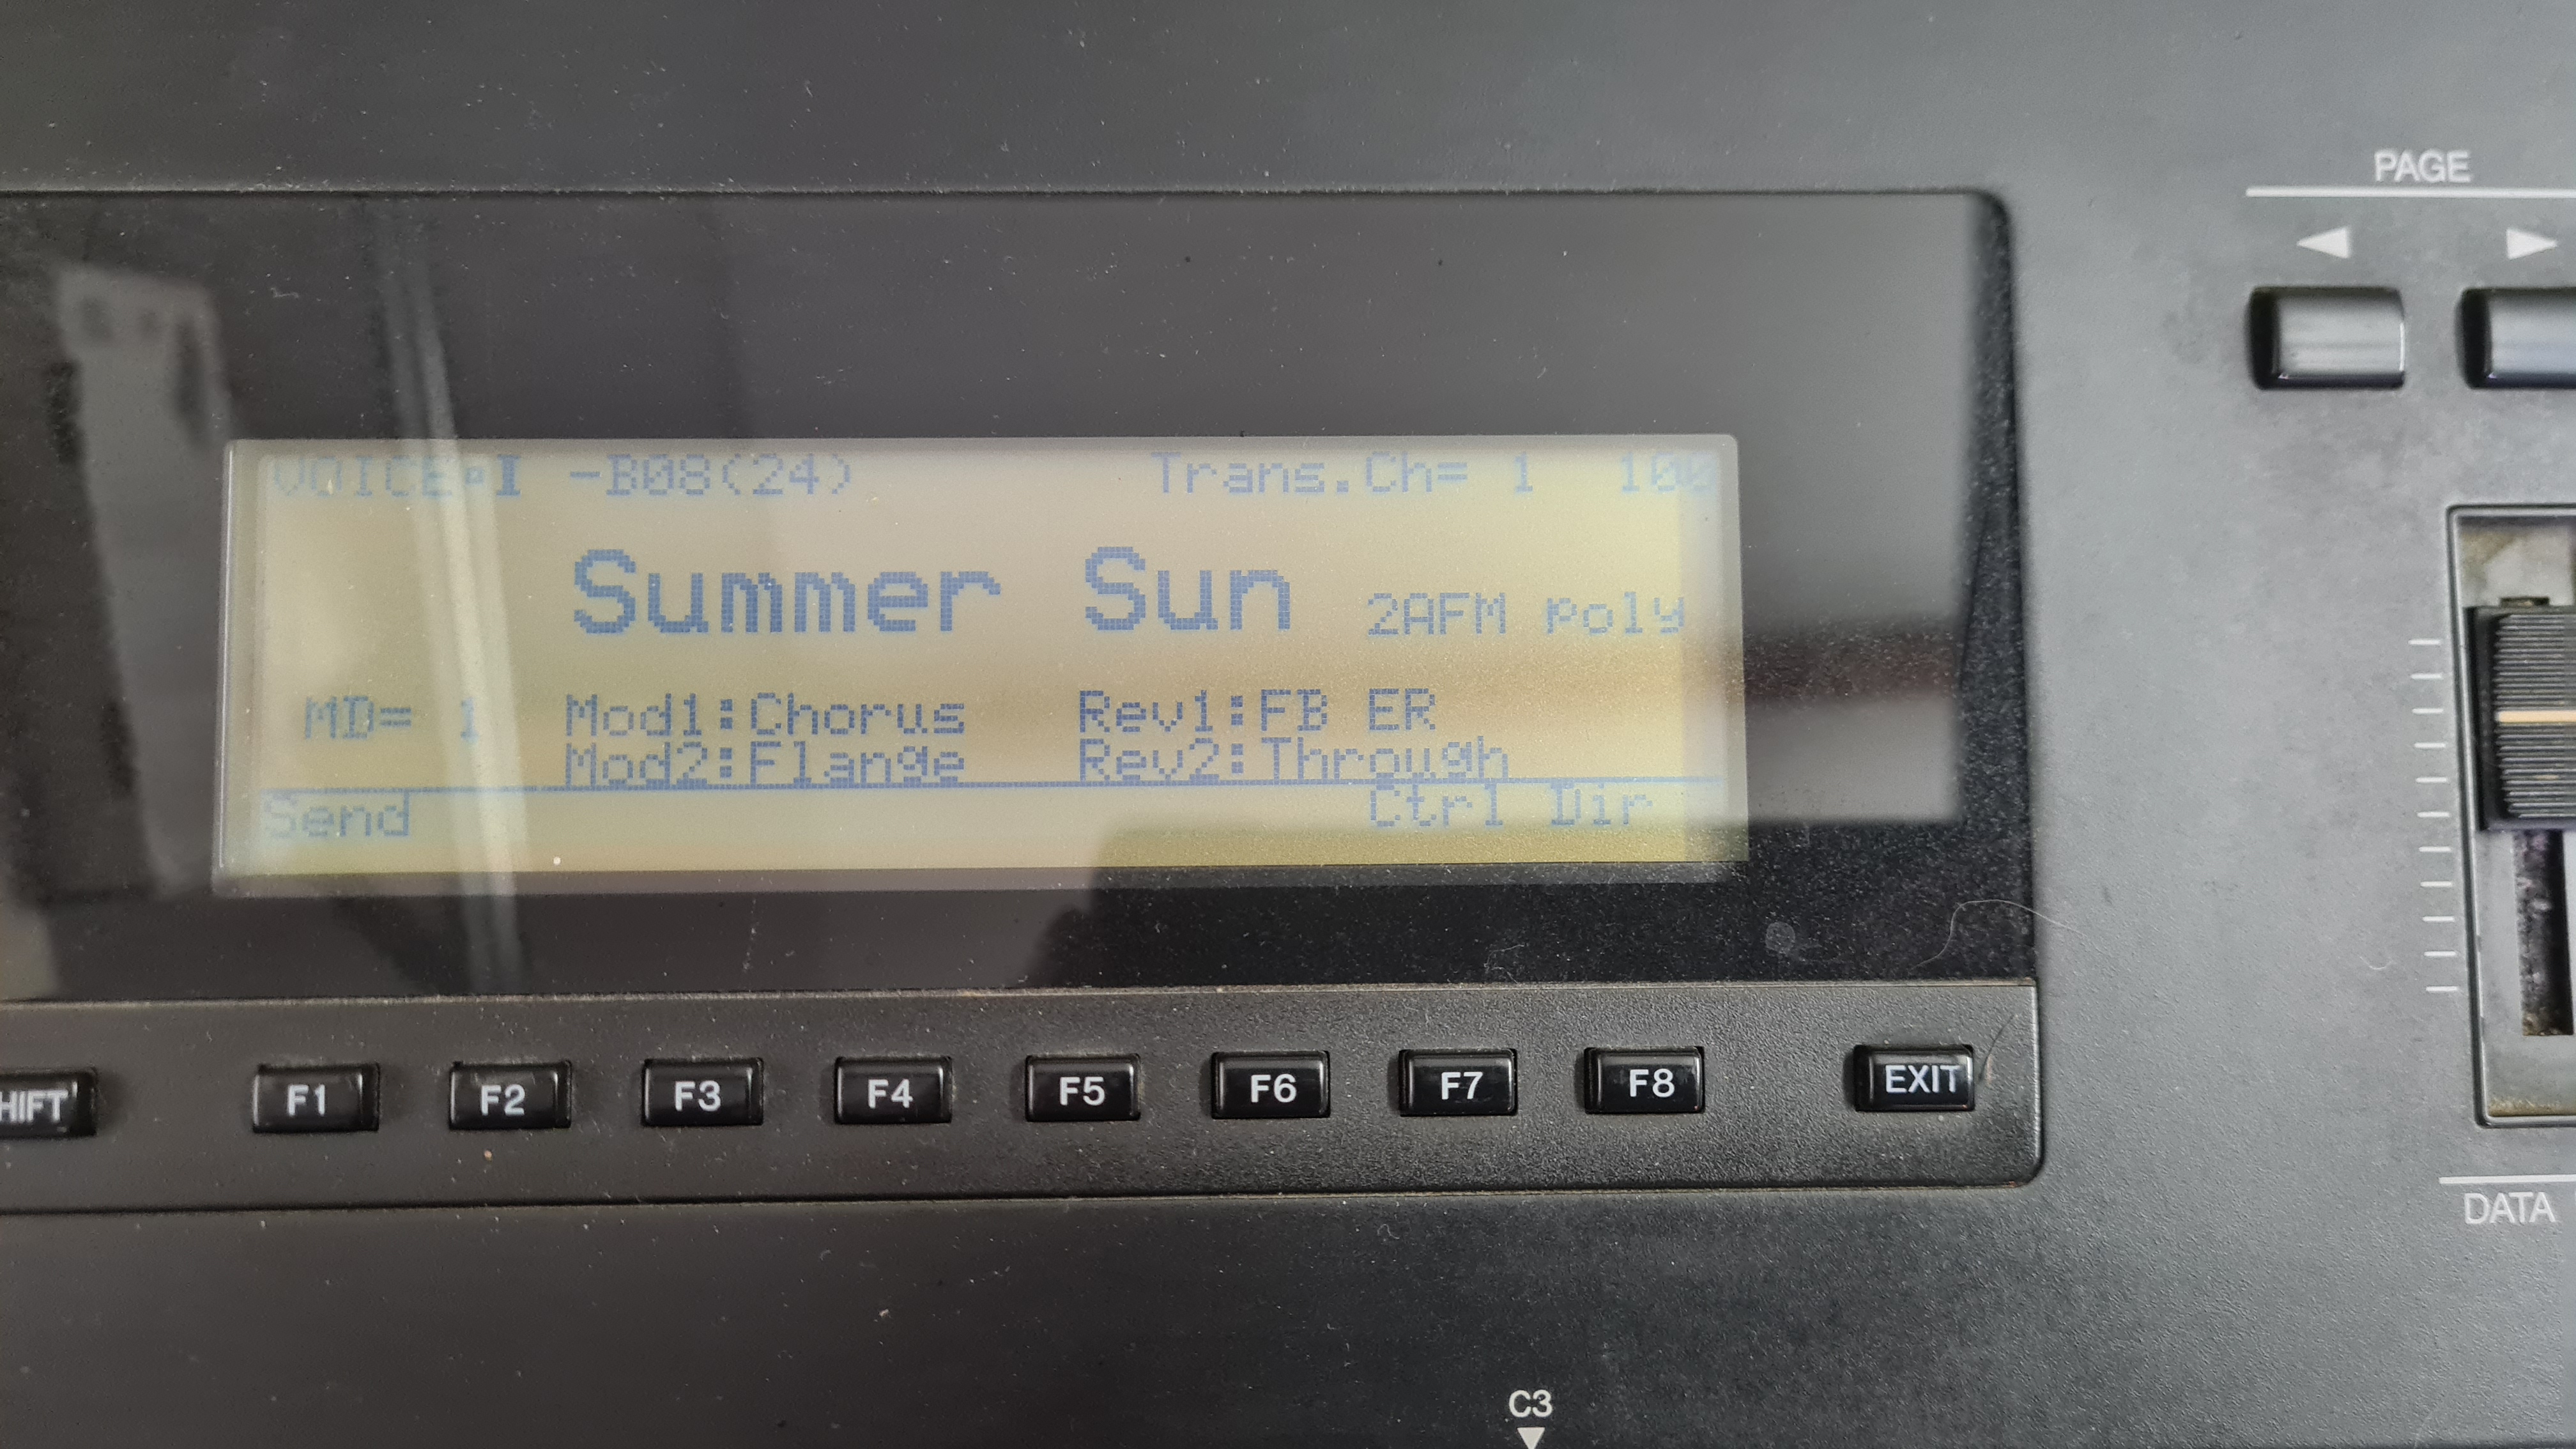 PAGE
◀ ▶
VOICE•I -B08(24) Trans.Ch= 1 100
Summer Sun 2AFM poly
MD= 1 Mod1:Chorus Rev1:FB ER
Mod2:Flange Rev2:Through
Send Ctrl Dir
F1 F2 F3 F4 F5 F6 F7 F8 EXIT
DATA
C3
▼